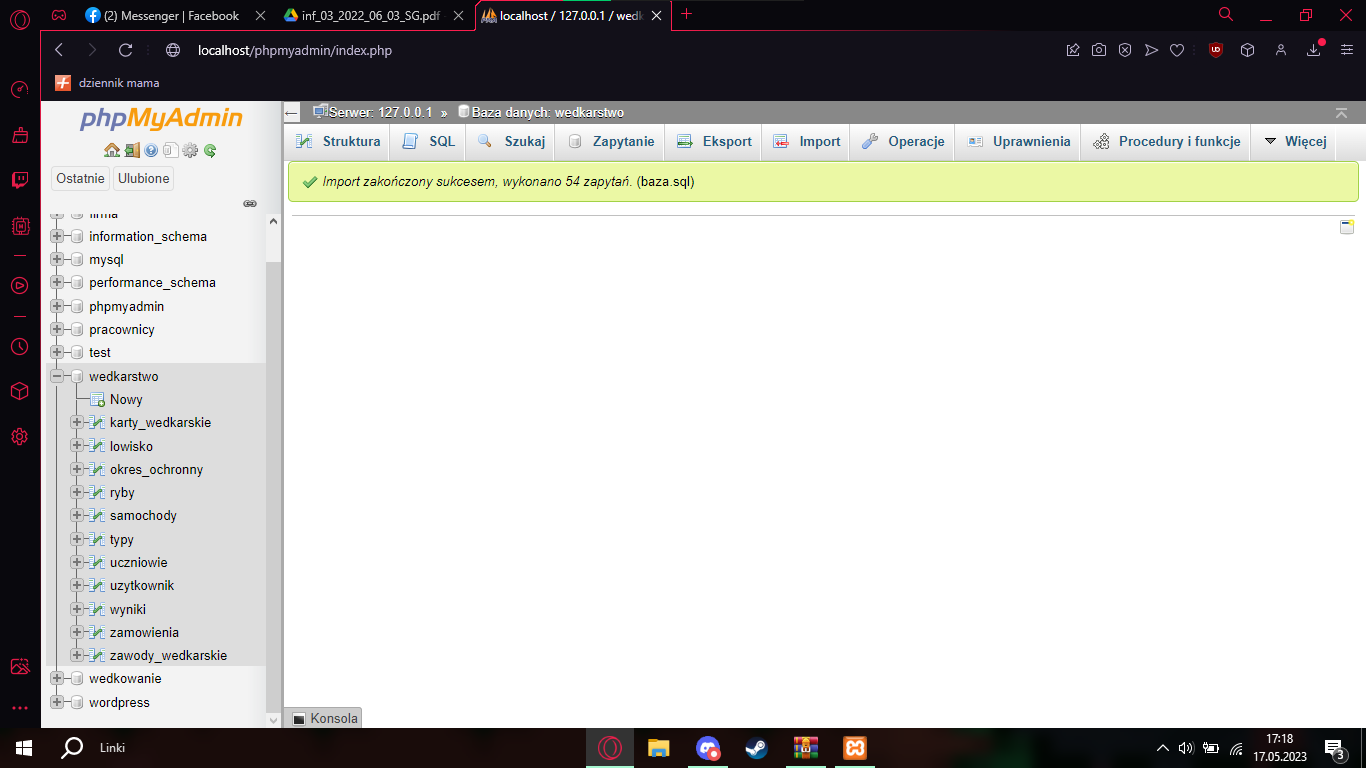 (2) Messenger | Facebook
inf_03_2022_06_03_SG.pdf
localhost / 127.0.0.1 / wedk
localhost/phpmyadmin/index.php
dziennik mama
phpMyAdmin
Ostatnie Ulubione
firma
information_schema
mysql
performance_schema
phpmyadmin
pracownicy
test
wedkarstwo
Nowy
karty_wedkarskie
lowisko
okres_ochronny
ryby
samochody
typy
uczniowie
uzytkownik
wyniki
zamowienia
zawody_wedkarskie
wedkowanie
wordpress
Serwer: 127.0.0.1 » Baza danych: wedkarstwo
Struktura SQL Szukaj Zapytanie Eksport Import Operacje Uprawnienia Procedury i funkcje Więcej
Import zakończony sukcesem, wykonano 54 zapytań. (baza.sql)
Konsola
Linki
17:18
17.05.2023
3